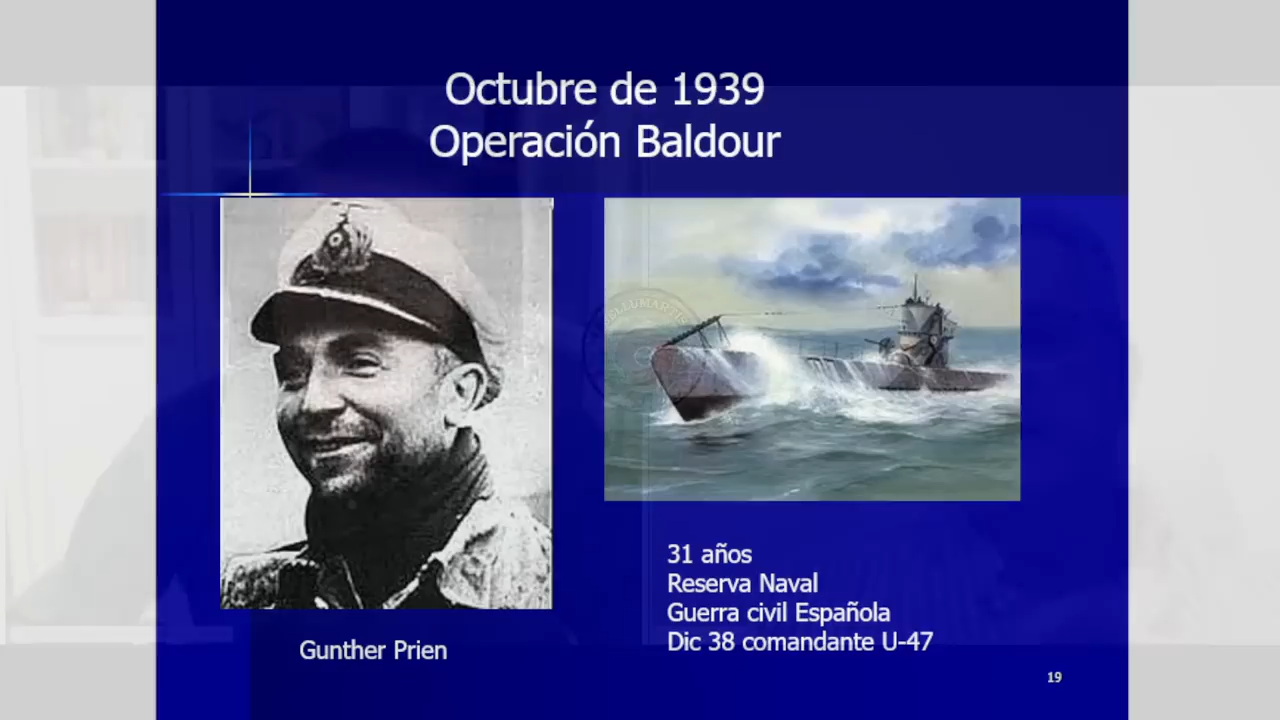 Octubre de 1939
Operación Baldour
31 años
Reserva Naval
Guerra civil Española
Dic 38 comandante U-47
Gunther Prien
19